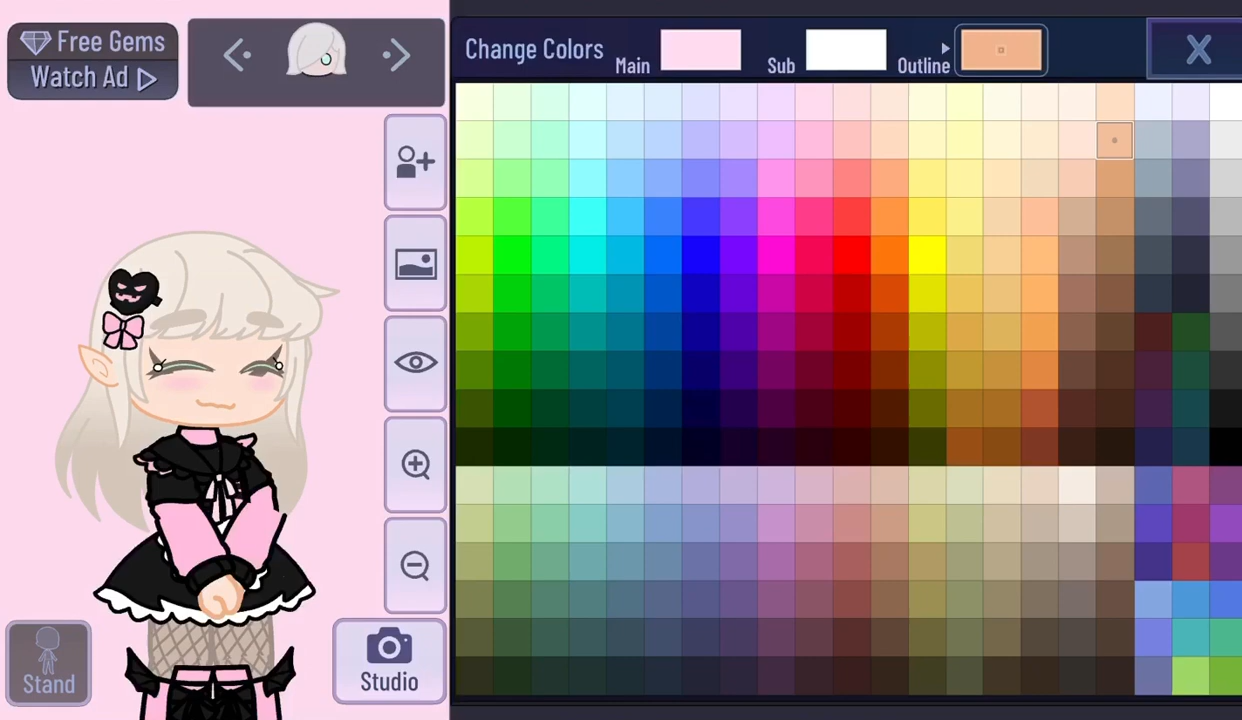 Free Gems
Watch Ad
Change Colors
Main
Sub
Outline
X
Stand
Studio